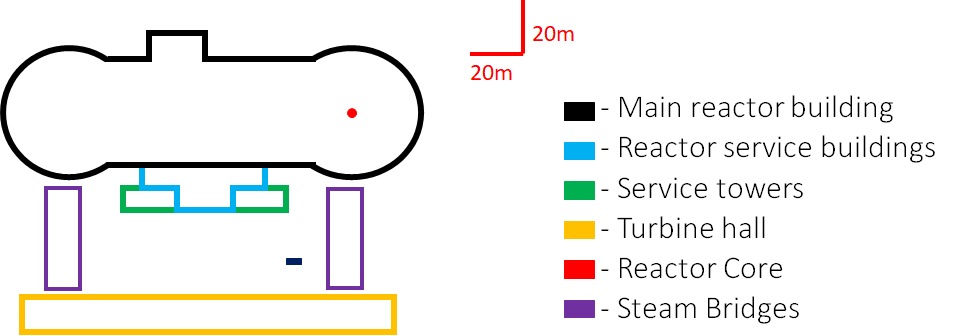 20m
20m
- Main reactor building
- Reactor service buildings
- Service towers
- Turbine hall
- Reactor Core
- Steam Bridges